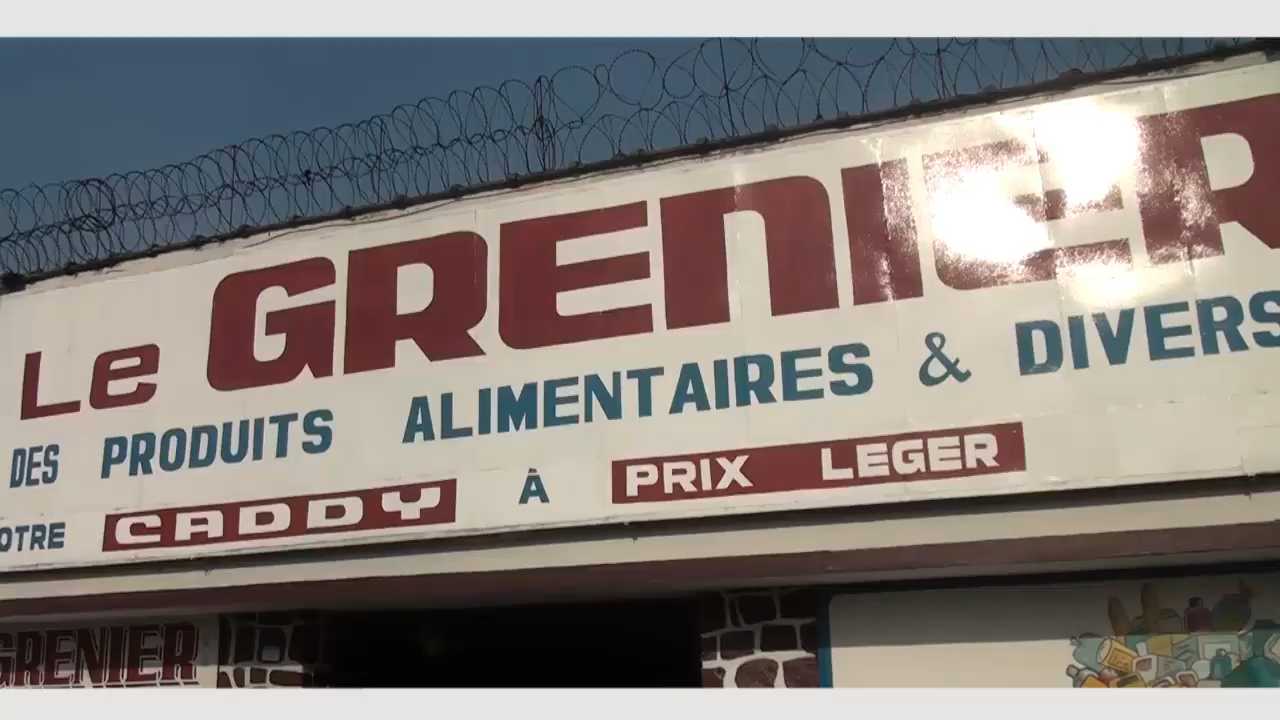 Le GRENIER
DES PRODUITS ALIMENTAIRES & DIVERS
OTRE CADDY À PRIX LEGER
GRENIER